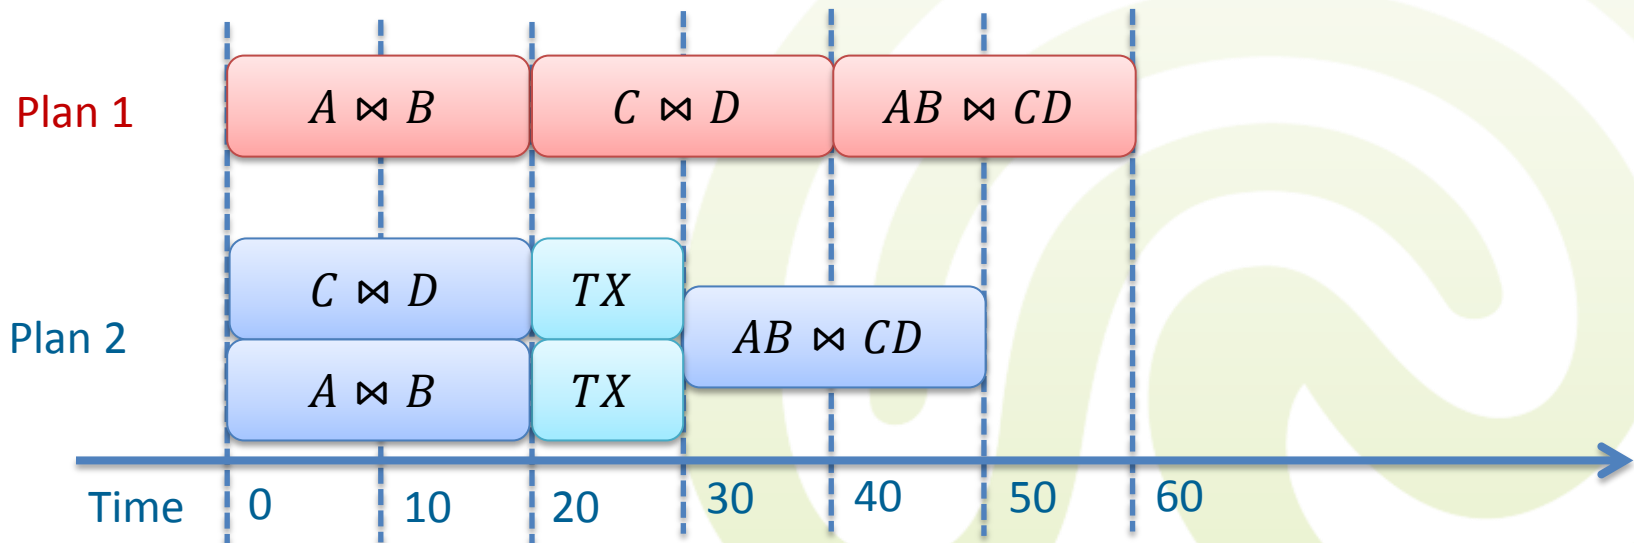 Plan 1
A ⋈ B
C ⋈ D
AB ⋈ CD
Plan 2
C ⋈ D
TX
A ⋈ B
TX
AB ⋈ CD
Time 0 10 20 30 40 50 60